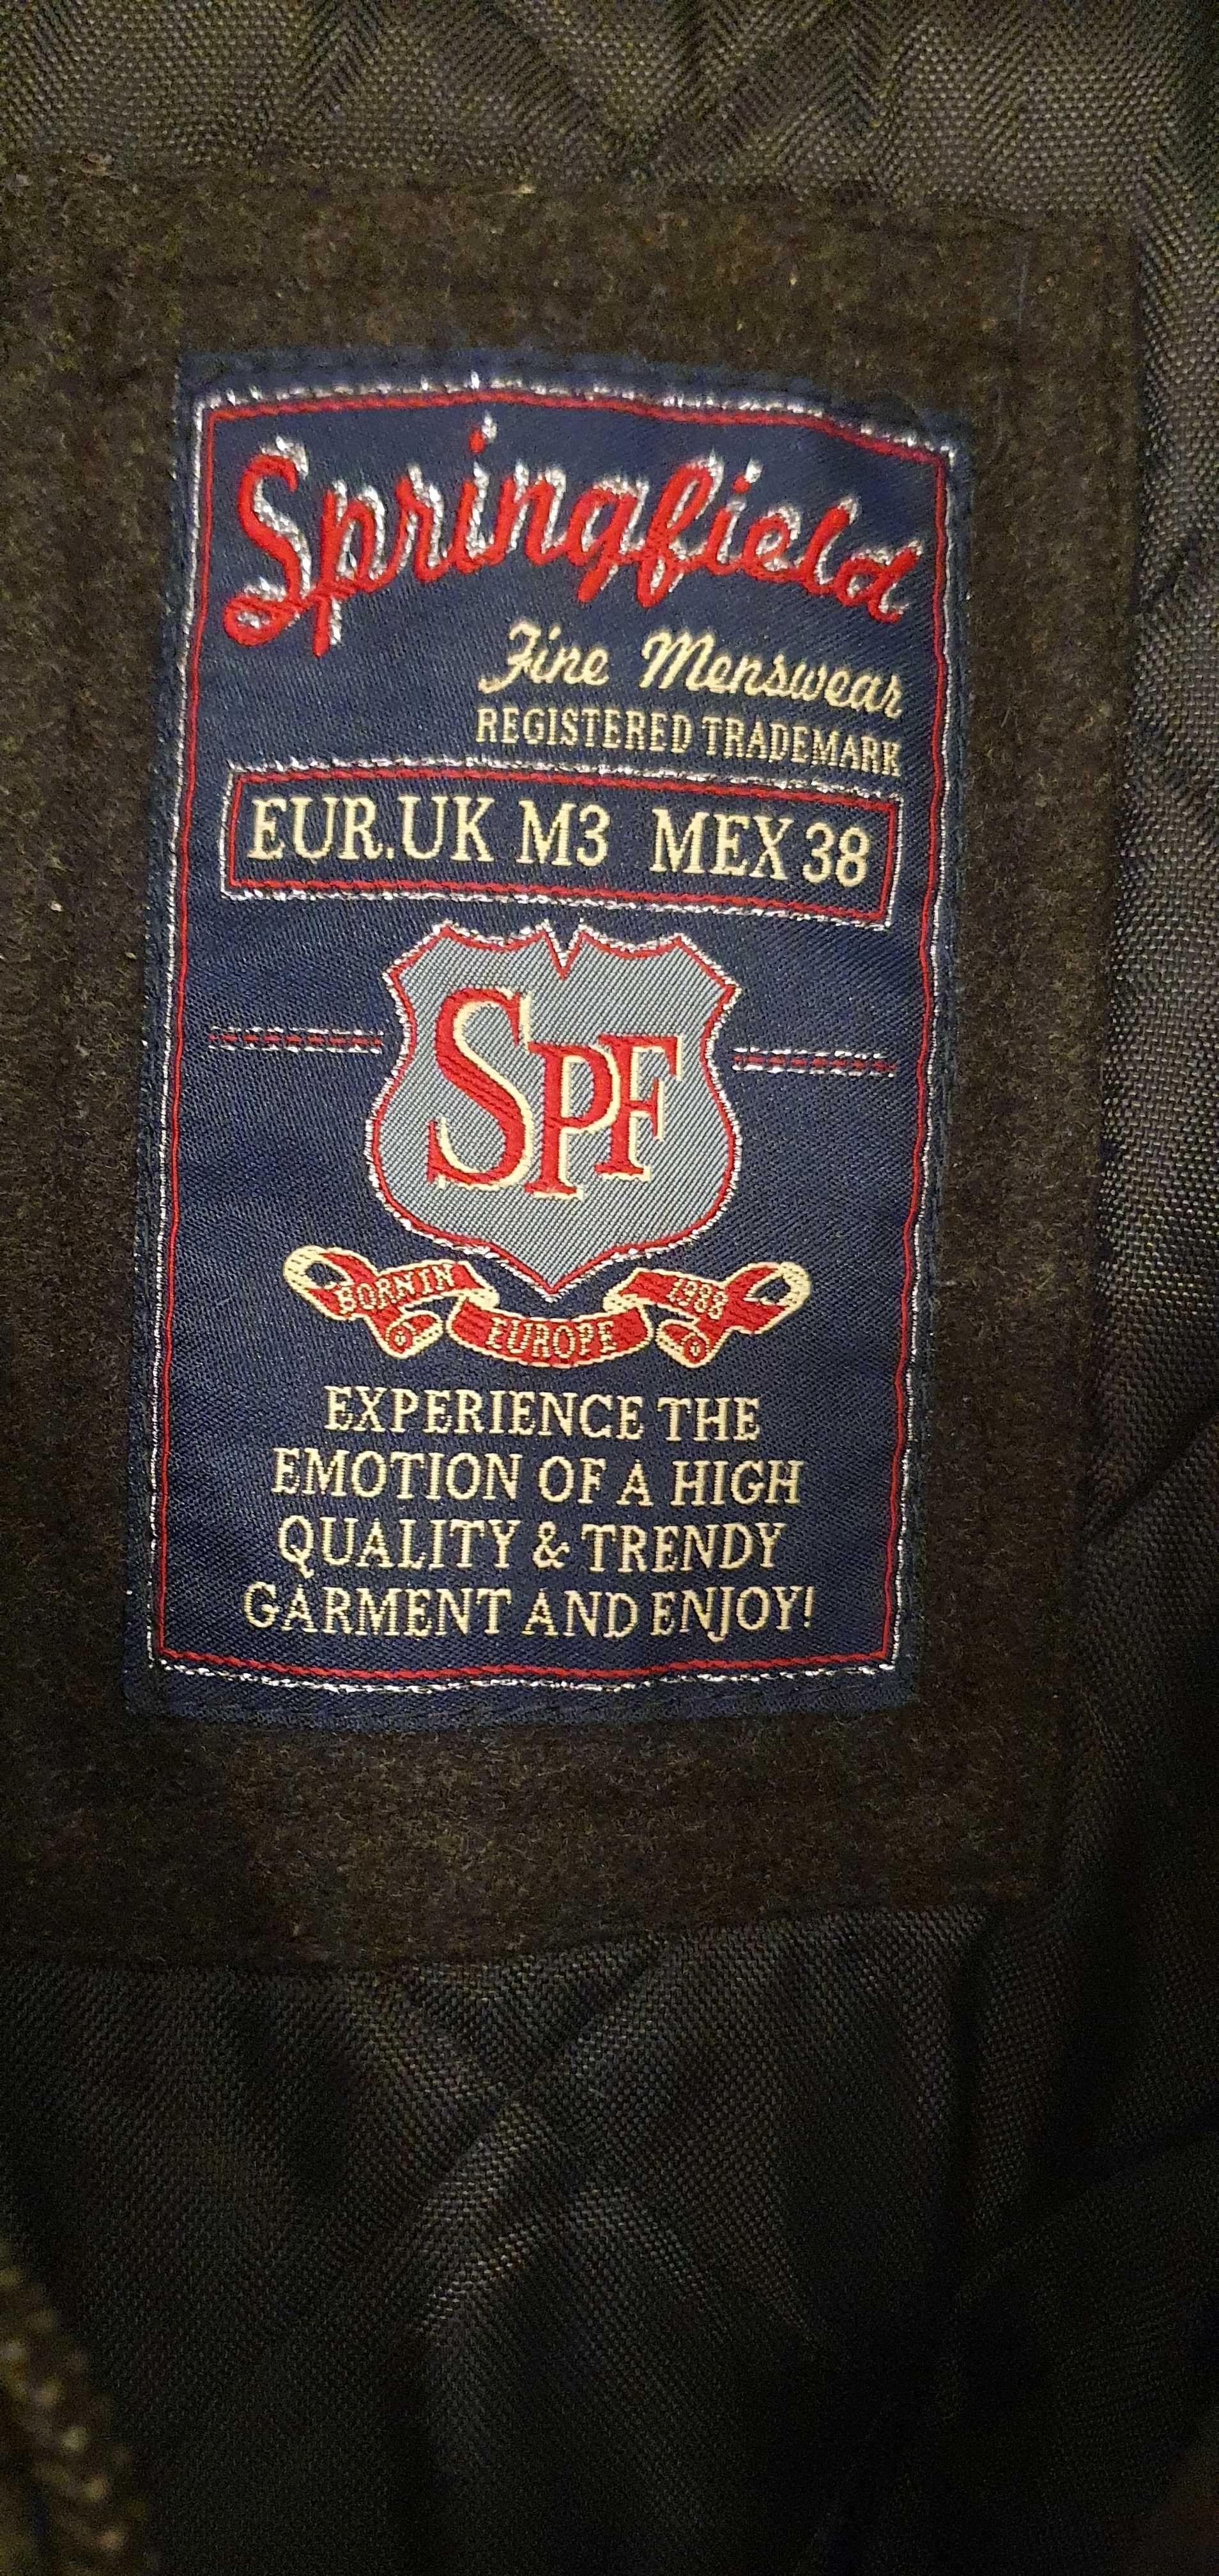 Springfield
Fine Menswear
REGISTERED TRADEMARK
EUR.UK M3 MEX 38
SPF
BORN IN EUROPE 1988
EXPERIENCE THE
EMOTION OF A HIGH
QUALITY & TRENDY
GARMENT AND ENJOY!